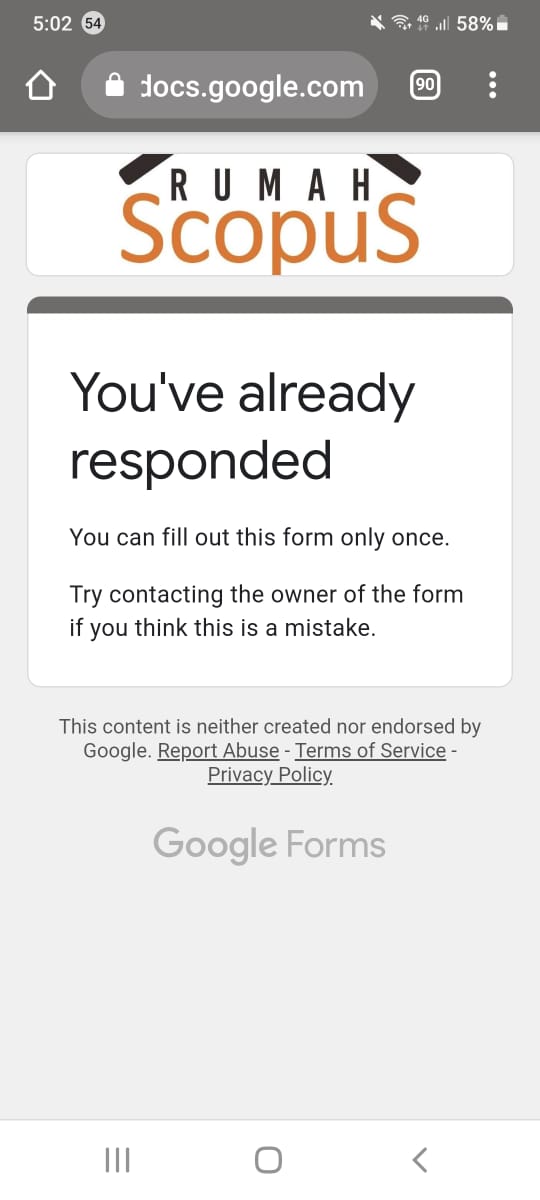 5:02 54 4G 58%
docs.google.com 90
RUMAH
ScopuS
You've already
responded
You can fill out this form only once.
Try contacting the owner of the form
if you think this is a mistake.
This content is neither created nor endorsed by
Google. Report Abuse - Terms of Service -
Privacy Policy
Google Forms